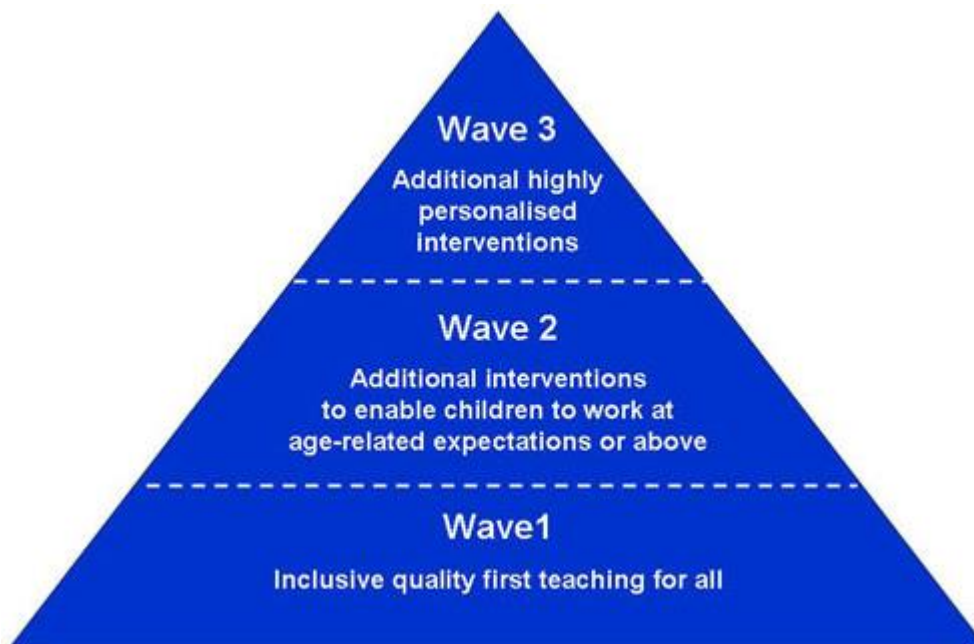 Wave 3
Additional highly
personalised
interventions
Wave 2
Additional interventions
to enable children to work at
age-related expectations or above
Wave1
Inclusive quality first teaching for all